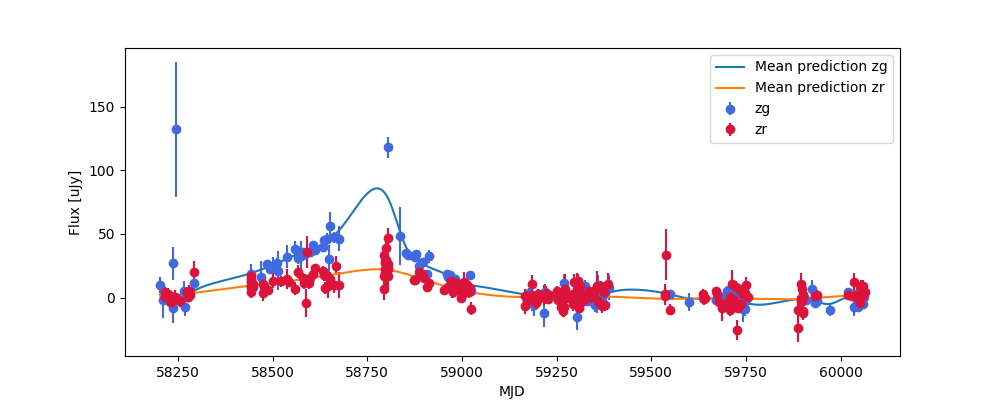 Mean prediction zg
Mean prediction zr
zg
zr
Flux [uJy]
150
100
50
0
58250 58500 58750 59000 59250 59500 59750 60000
MJD